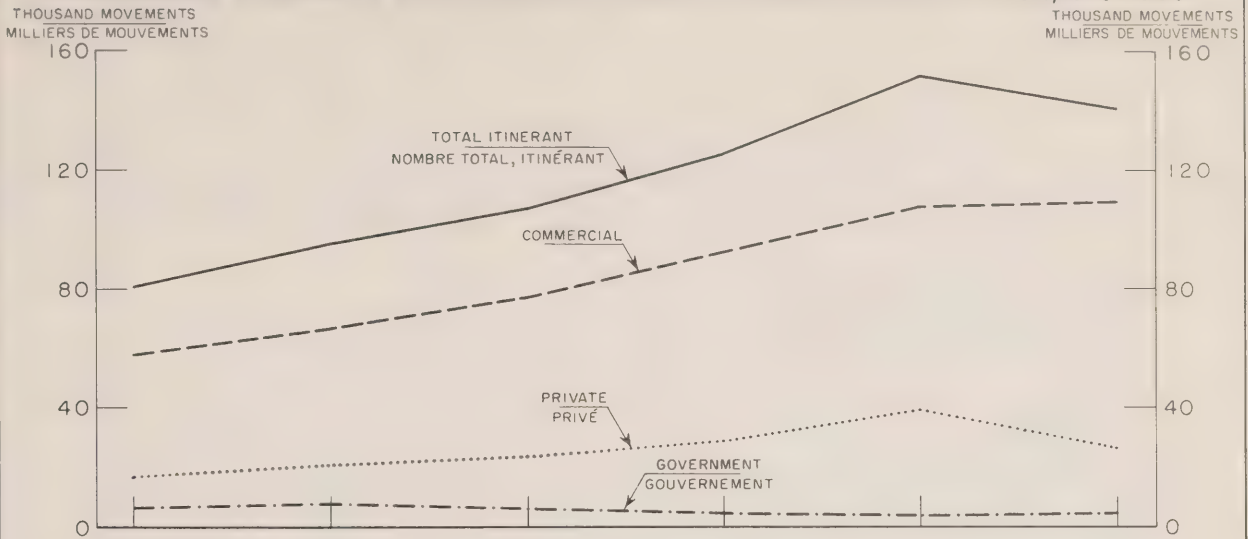 THOUSAND MOVEMENTS
MILLIERS DE MOUVEMENTS
THOUSAND MOVEMENTS
MILLIERS DE MOUVEMENTS
160
160
TOTAL ITINERANT
NOMBRE TOTAL, ITINÉRANT
120
120
COMMERCIAL
80
80
PRIVATE
PRIVÉ
40
40
GOVERNMENT
GOUVERNEMENT
0
0